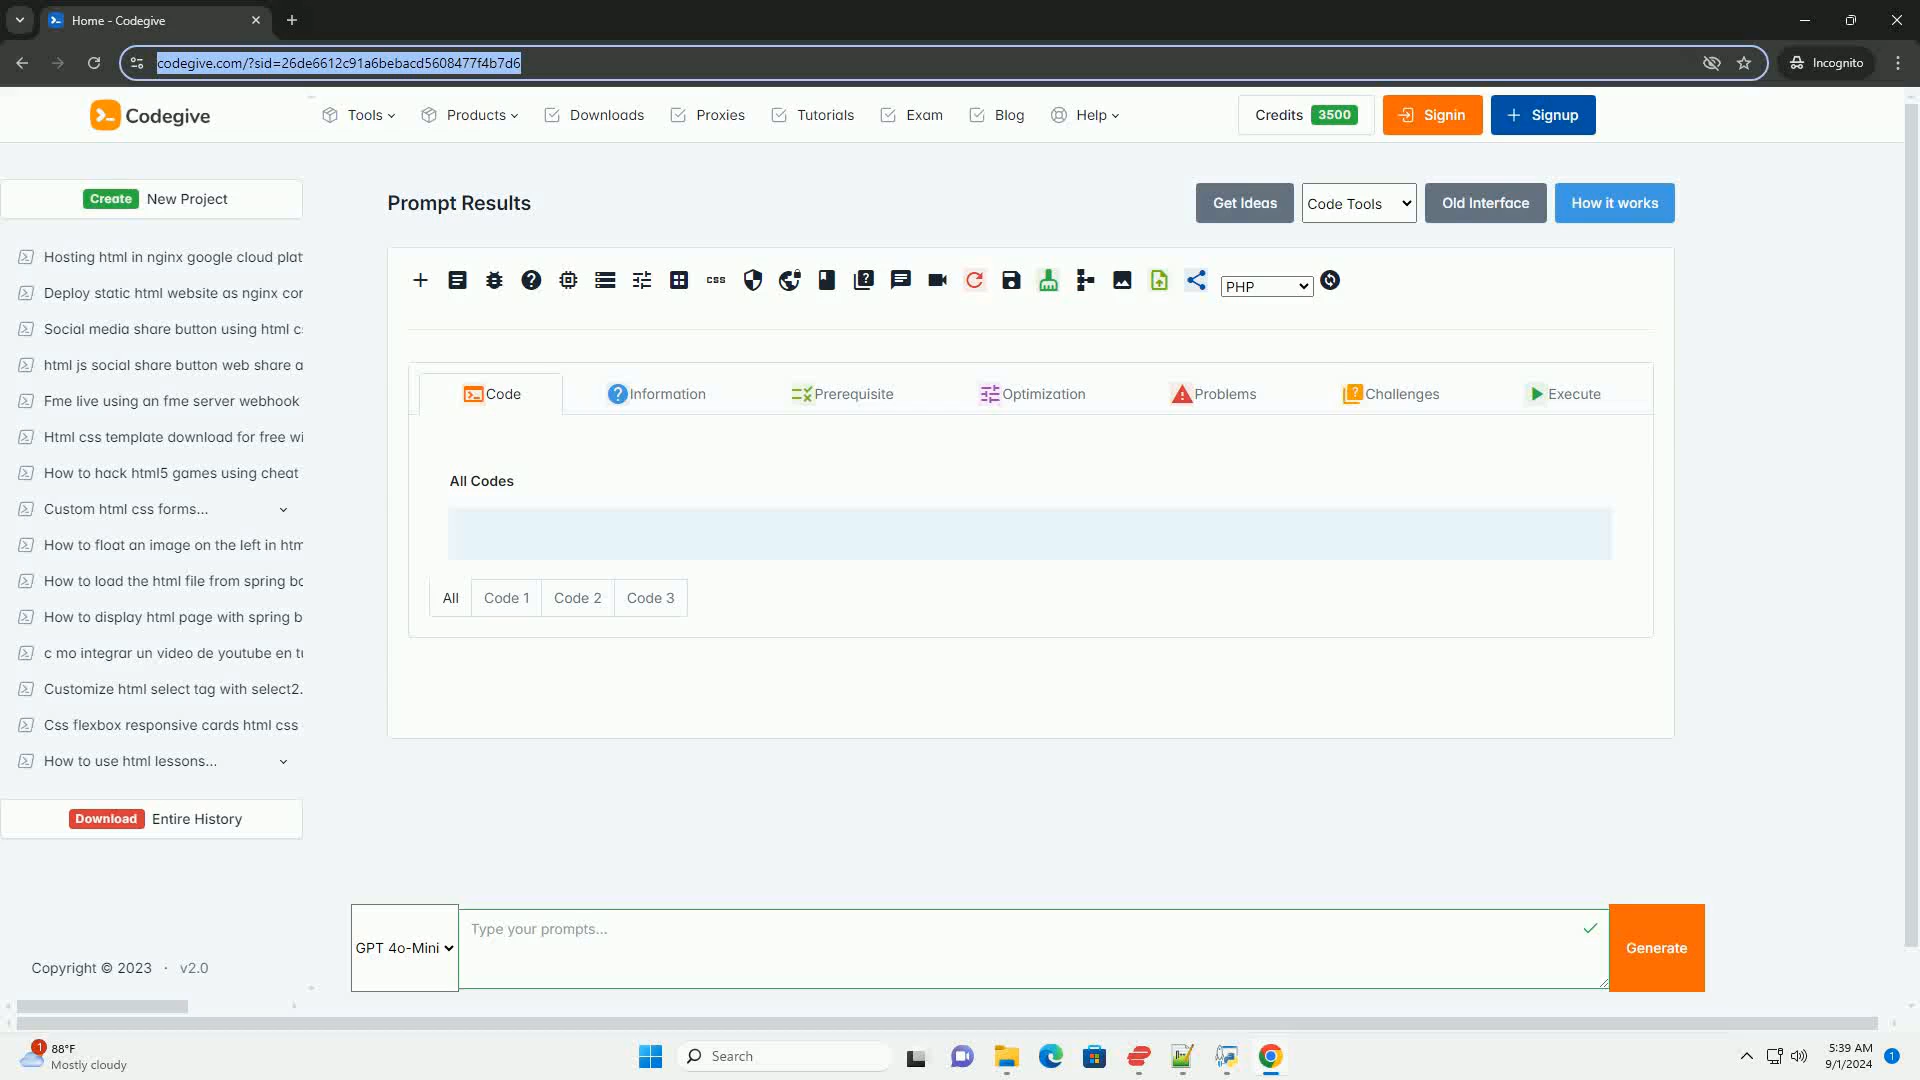 Home - Codegive
codegive.com/?sid=26de6612c91a6bebacd5608477f4b7d6
Incognito
Codegive
Tools
Products
Downloads
Proxies
Tutorials
Exam
Blog
Help
Credits 3500
Signin
Signup
Create New Project
Hosting html in nginx google cloud plat
Deploy static html website as nginx cor
Social media share button using html c
html js social share button web share a
Fme live using an fme server webhook
Html css template download for free wi
How to hack html5 games using cheat
Custom html css forms...
How to float an image on the left in htm
How to load the html file from spring bo
How to display html page with spring b
c mo integrar un video de youtube en tu
Customize html select tag with select2.
Css flexbox responsive cards html css
How to use html lessons...
Download Entire History
Copyright © 2023 · v2.0
Prompt Results
Get Ideas
Code Tools
Old Interface
How it works
css
PHP
Code
Information
Prerequisite
Optimization
Problems
Challenges
Execute
All Codes
All
Code 1
Code 2
Code 3
GPT 4o-Mini
Type your prompts...
Generate
1
88°F
Mostly cloudy
Search
5:39 AM
9/1/2024
1